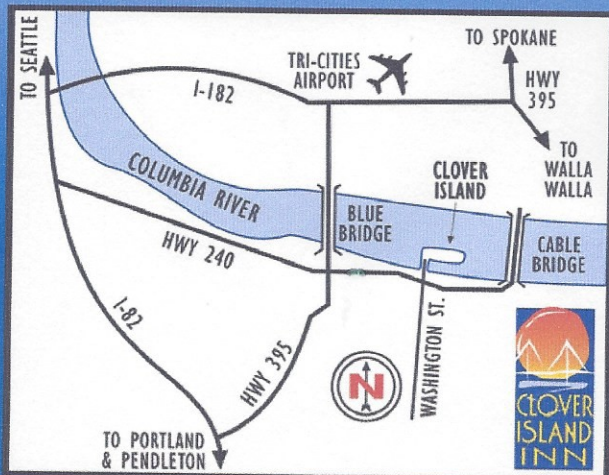 TO SEATTLE
I-182
TRI-CITIES
AIRPORT
TO SPOKANE
HWY
395
TO
WALLA
WALLA
COLUMBIA RIVER
CLOVER
ISLAND
BLUE
BRIDGE
CABLE
BRIDGE
HWY 240
I-82
HWY 395
WASHINGTON ST.
N
TO PORTLAND
& PENDLETON
CLOVER
ISLAND
INN